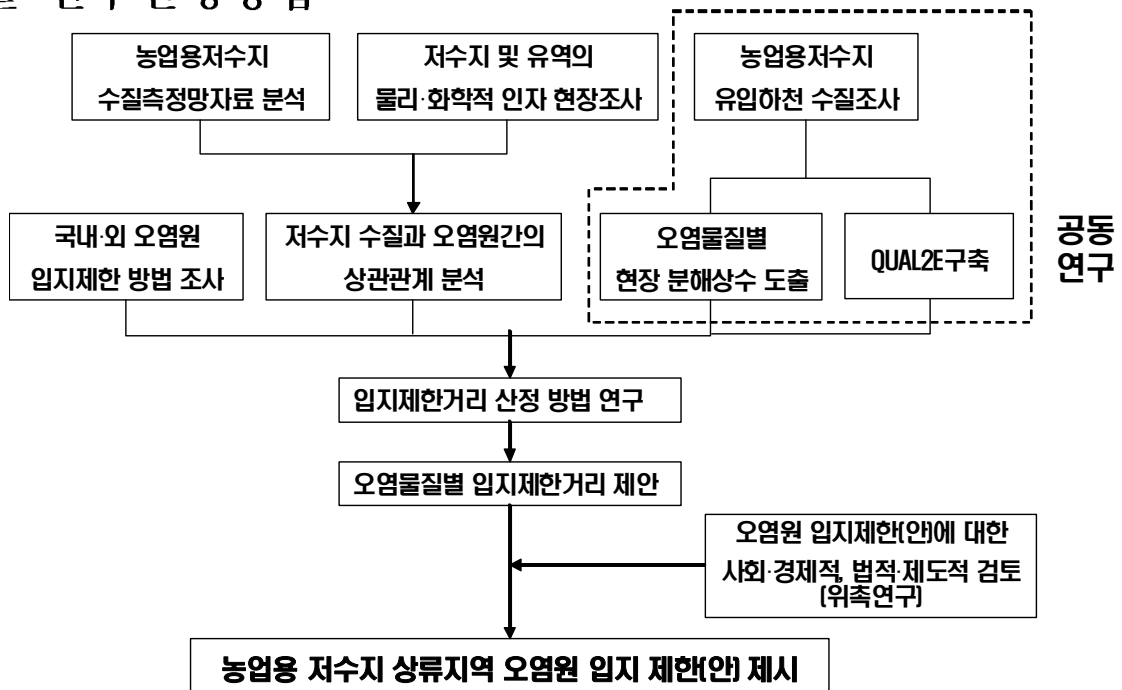 농업용저수지
수질측정망자료 분석
저수지 및 유역의
물리·화학적 인자 현장조사
농업용저수지
유입하천 수질조사
국내·외 오염원
입지제한 방법 조사
저수지 수질과 오염원간의
상관관계 분석
오염물질별
현장 분해상수 도출
QUAL2E구축
공동
연구
입지제한거리 산정 방법 연구
오염물질별 입지제한거리 제안
오염원 입지제한(안)에 대한
사회·경제적, 법적·제도적 검토
(위촉연구)
농업용 저수지 상류지역 오염원 입지 제한(안) 제시